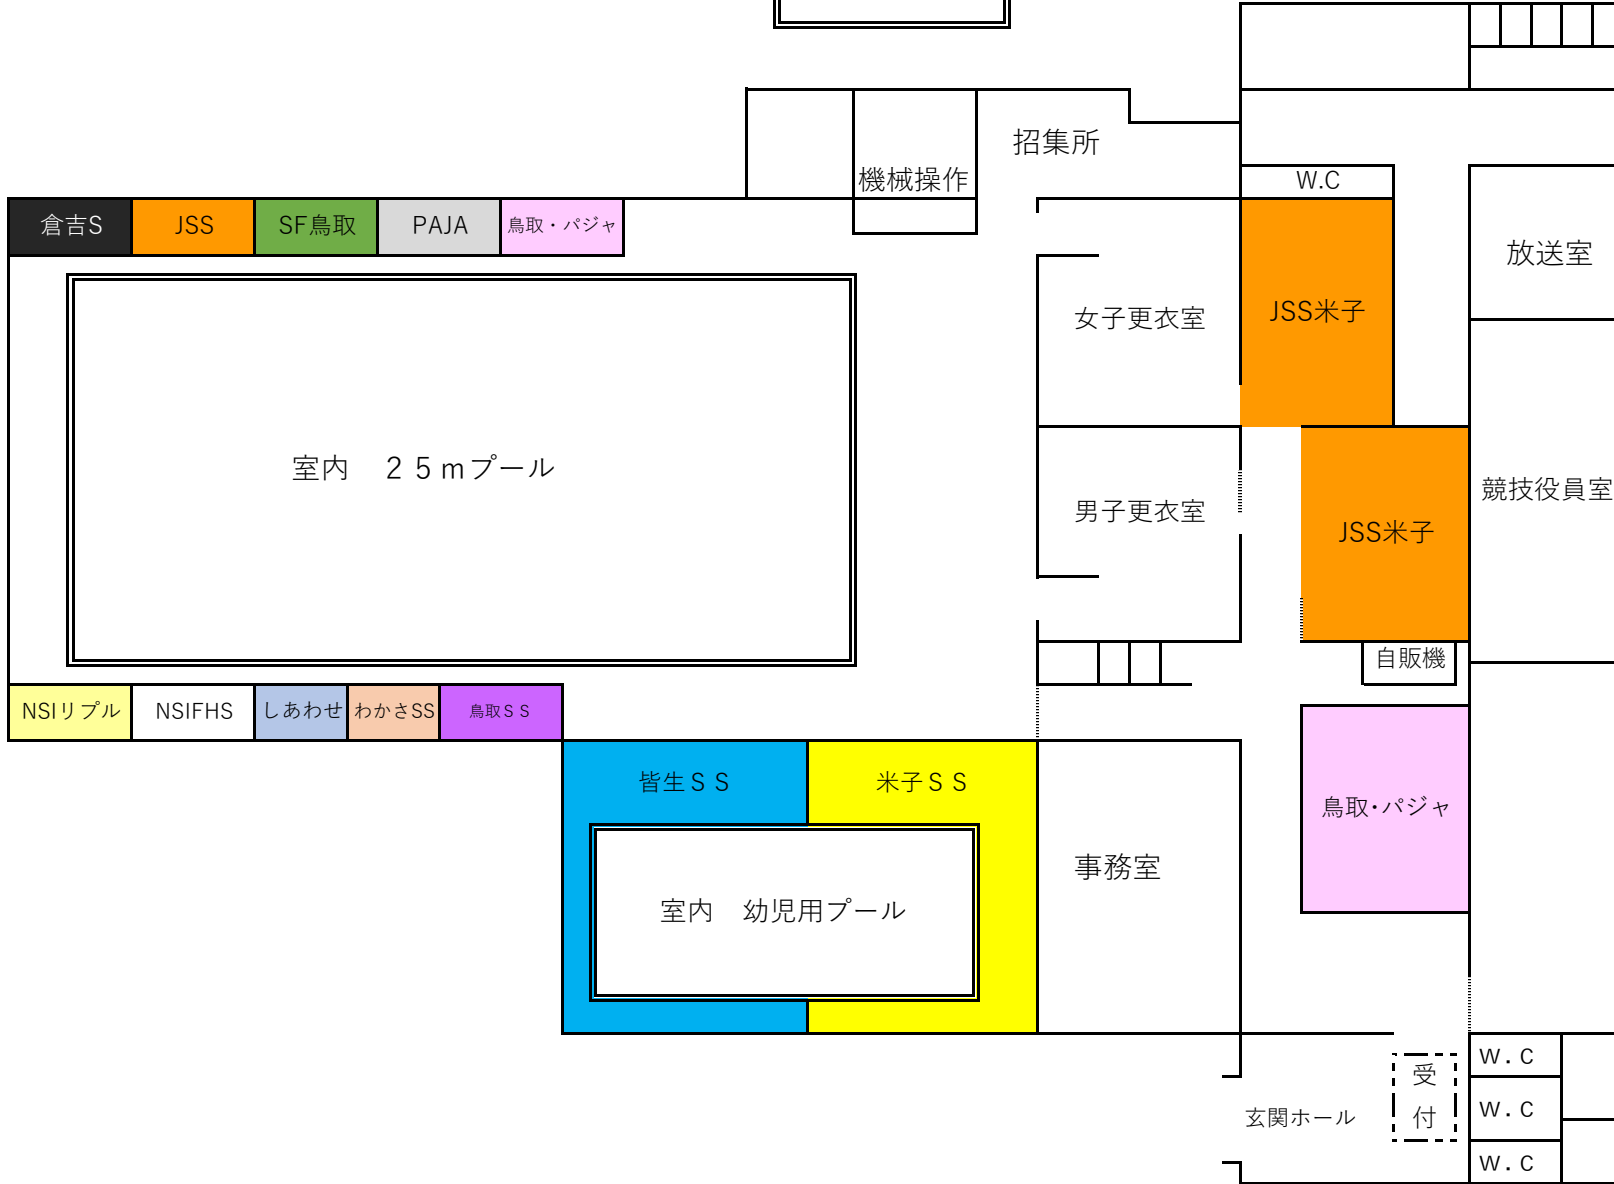 招集所
機械操作
W.C
倉吉S
JSS
SF鳥取
PAJA
鳥取・パジャ
放送室
女子更衣室
JSS米子
室内　２５ｍプール
競技役員室
男子更衣室
JSS米子
自販機
NSIリプル
NSIFHS
しあわせ
わかさSS
鳥取ＳＳ
皆生ＳＳ
米子ＳＳ
鳥取・パジャ
事務室
室内　幼児用プール
受
付
玄関ホール
w.c
w.c
w.c